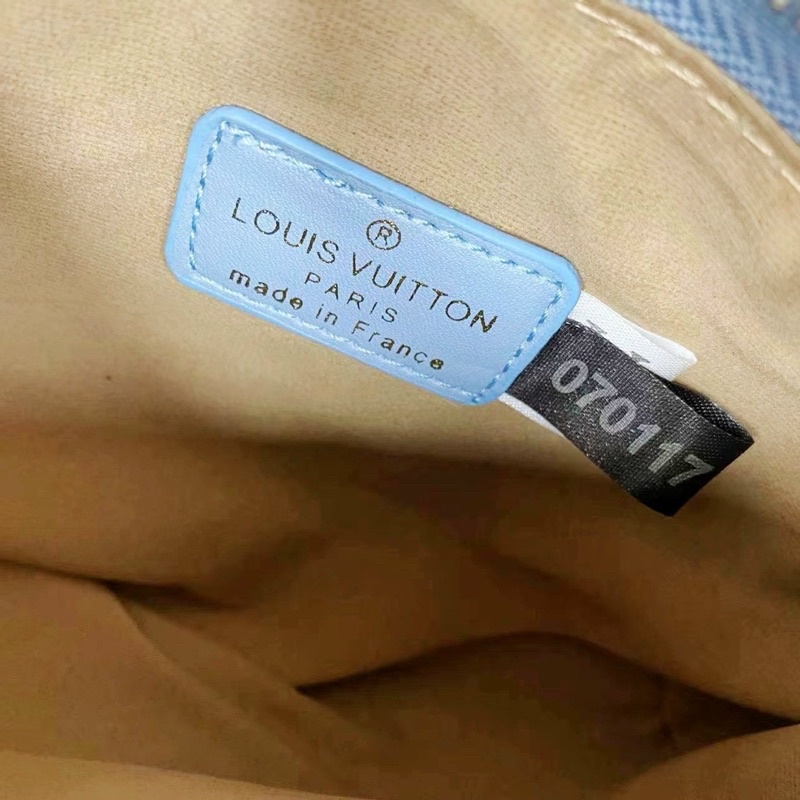 ®
LOUIS VUITTON
PARIS
made in France
070117